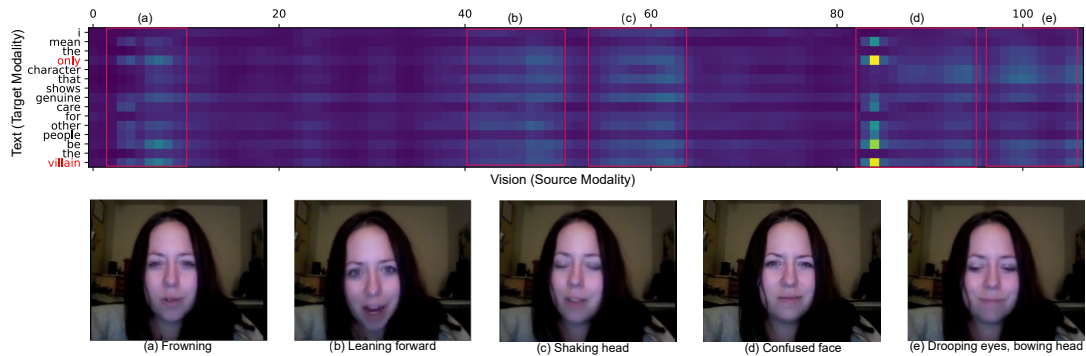 (a) (b) (c) (d) (e)
0 20 40 60 80 100
Text (Target Modality)
i
mean
the
only
character
that
shows
genuine
care
for
other
people
be
the
villain
Vision (Source Modality)
(a) Frowning
(b) Leaning forward
(c) Shaking head
(d) Confused face
(e) Drooping eyes, bowing head